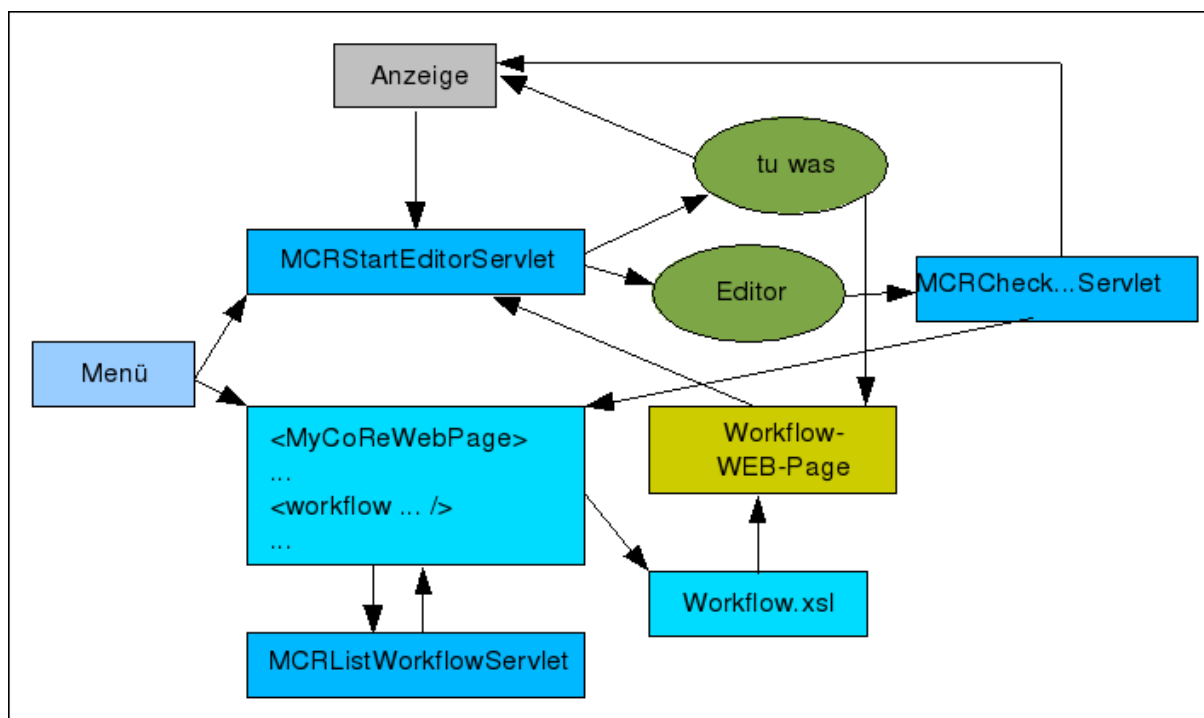 Anzeige
tu was
MCRStartEditorServlet
Editor
MCRCheck...Servlet
Menü
<MyCoReWebPage>
...
<workflow ... />
...
Workflow-
WEB-Page
Workflow.xsl
MCRListWorkflowServlet